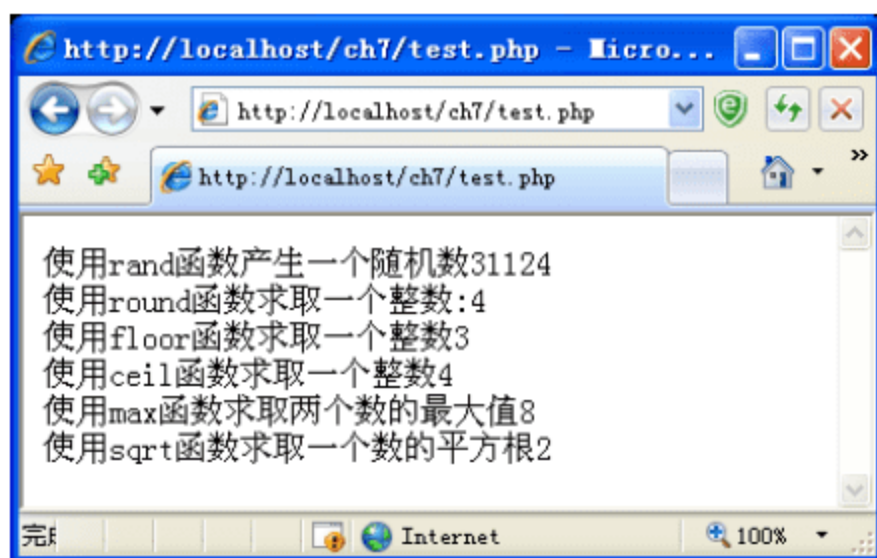 http://localhost/ch7/test.php - Micro...
http://localhost/ch7/test.php
http://localhost/ch7/test.php
使用rand函数产生一个随机数31124
使用round函数求取一个整数:4
使用floor函数求取一个整数3
使用ceil函数求取一个整数4
使用max函数求取两个数的最大值8
使用sqrt函数求取一个数的平方根2
完 Internet 100%